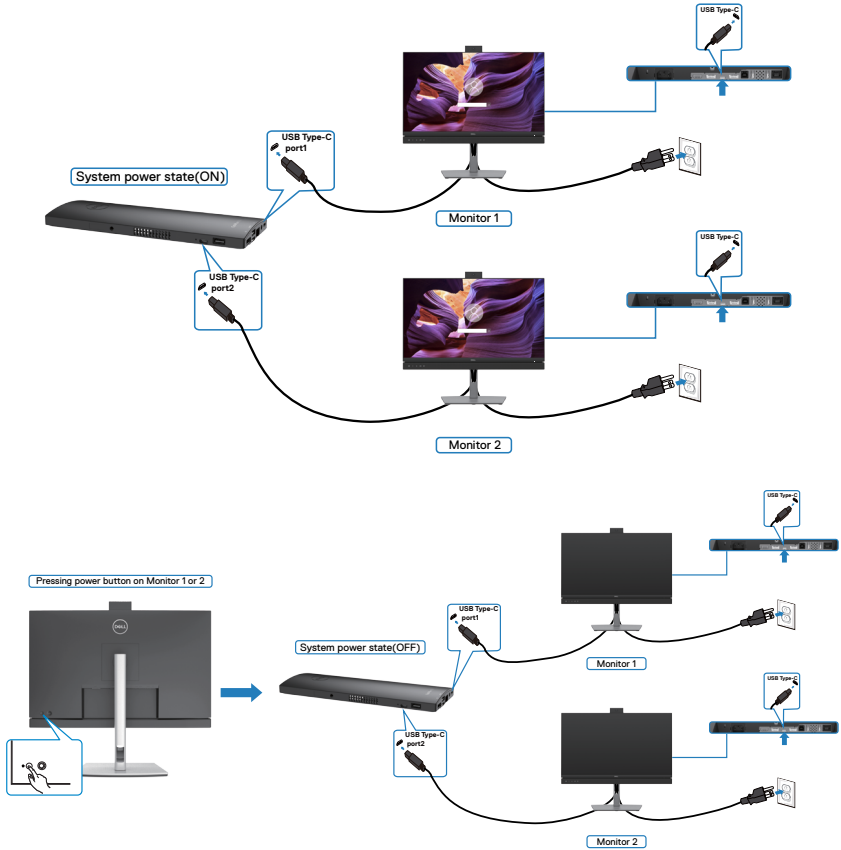 USB Type-C
USB Type-C
port1
System power state(ON)
Monitor 1
USB Type-C
USB Type-C
port2
Monitor 2
USB Type-C
Pressing power button on Monitor 1 or 2
DELL
USB Type-C
port1
System power state(OFF)
Monitor 1
USB Type-C
USB Type-C
port2
Monitor 2